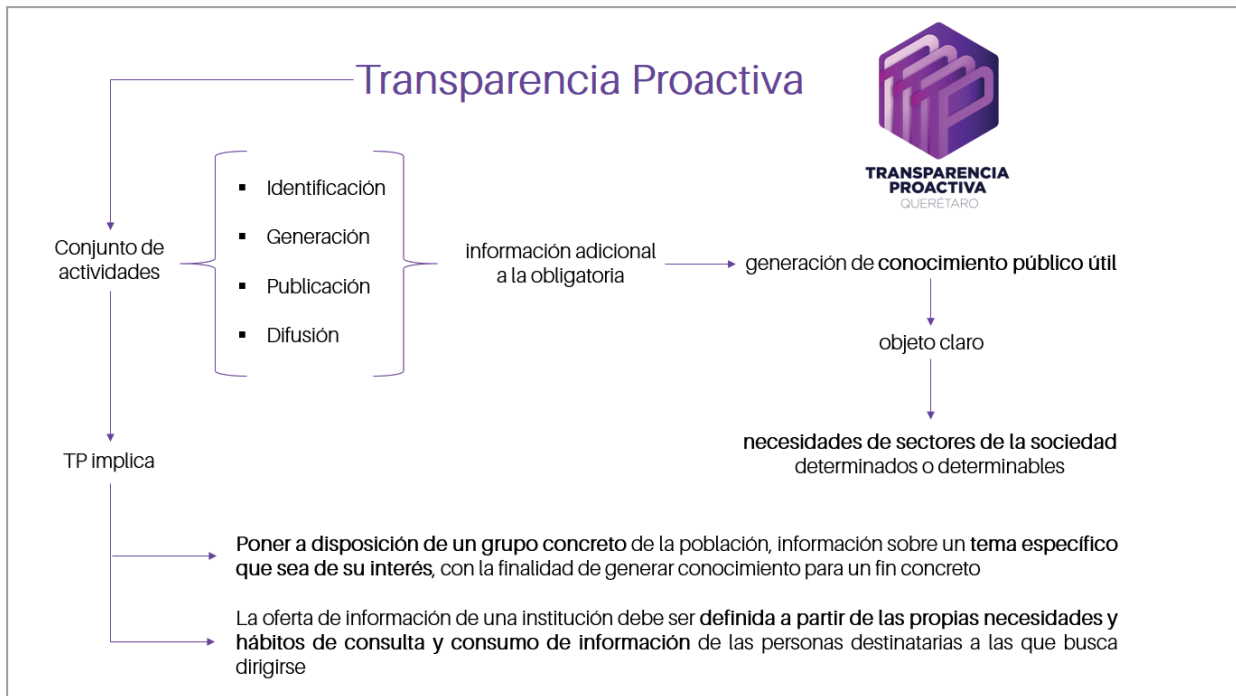 Transparencia Proactiva
TRANSPARENCIA
PROACTIVA
QUERÉTARO
Conjunto de
actividades
▪ Identificación
▪ Generación
▪ Publicación
▪ Difusión
información adicional
a la obligatoria
generación de conocimiento público útil
objeto claro
necesidades de sectores de la sociedad
determinados o determinables
TP implica
Poner a disposición de un grupo concreto de la población, información sobre un tema específico
que sea de su interés, con la finalidad de generar conocimiento para un fin concreto
La oferta de información de una institución debe ser definida a partir de las propias necesidades y
hábitos de consulta y consumo de información de las personas destinatarias a las que busca
dirigirse